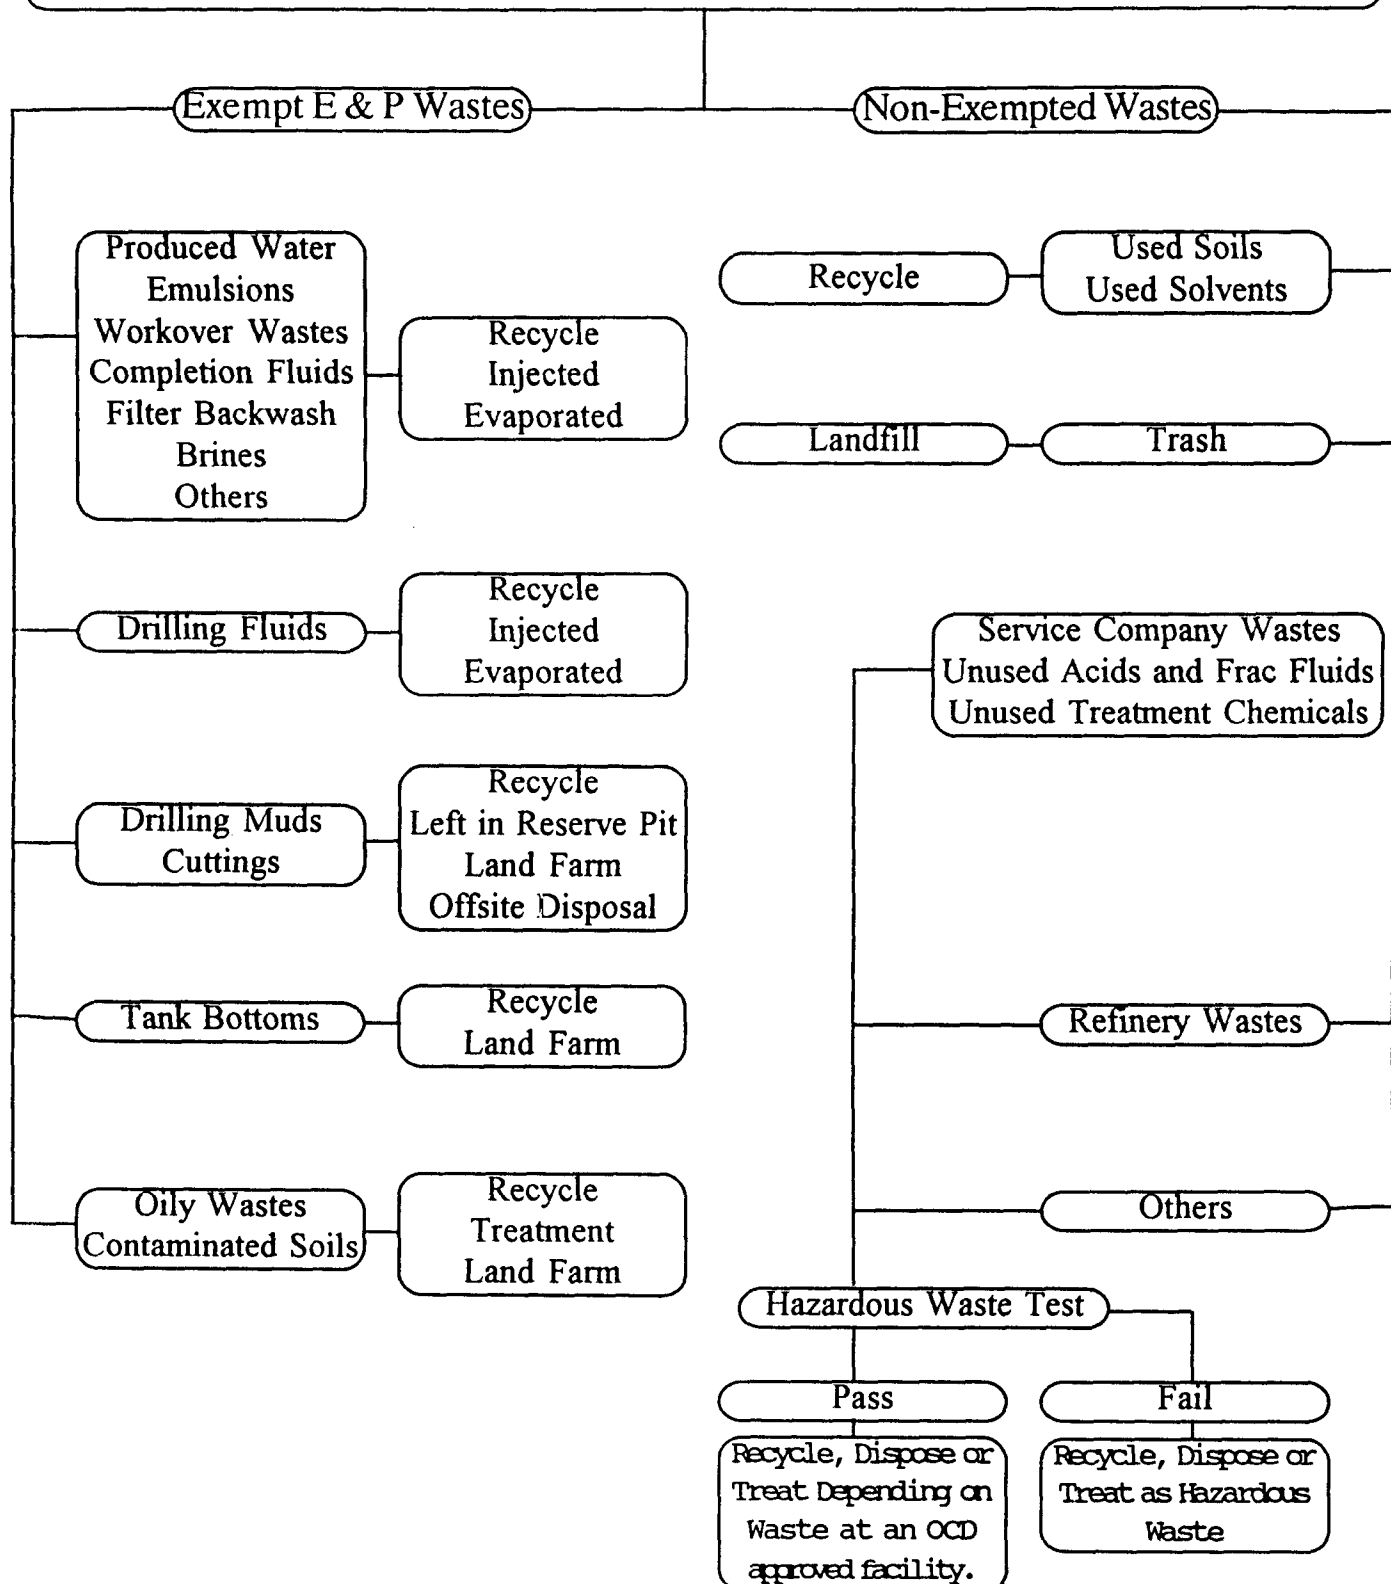 Exempt E & P Wastes
Non-Exempted Wastes
Produced Water
Emulsions
Workover Wastes
Completion Fluids
Filter Backwash
Brines
Others
Recycle
Injected
Evaporated
Recycle
Used Soils
Used Solvents
Landfill
Trash
Drilling Fluids
Recycle
Injected
Evaporated
Service Company Wastes
Unused Acids and Frac Fluids
Unused Treatment Chemicals
Drilling Muds
Cuttings
Recycle
Left in Reserve Pit
Land Farm
Offsite Disposal
Tank Bottoms
Recycle
Land Farm
Refinery Wastes
Oily Wastes
Contaminated Soils
Recycle
Treatment
Land Farm
Others
Hazardous Waste Test
Pass
Fail
Recycle, Dispose or
Treat Depending on
Waste at an OCD
approved facility.
Recycle, Dispose or
Treat as Hazardous
Waste